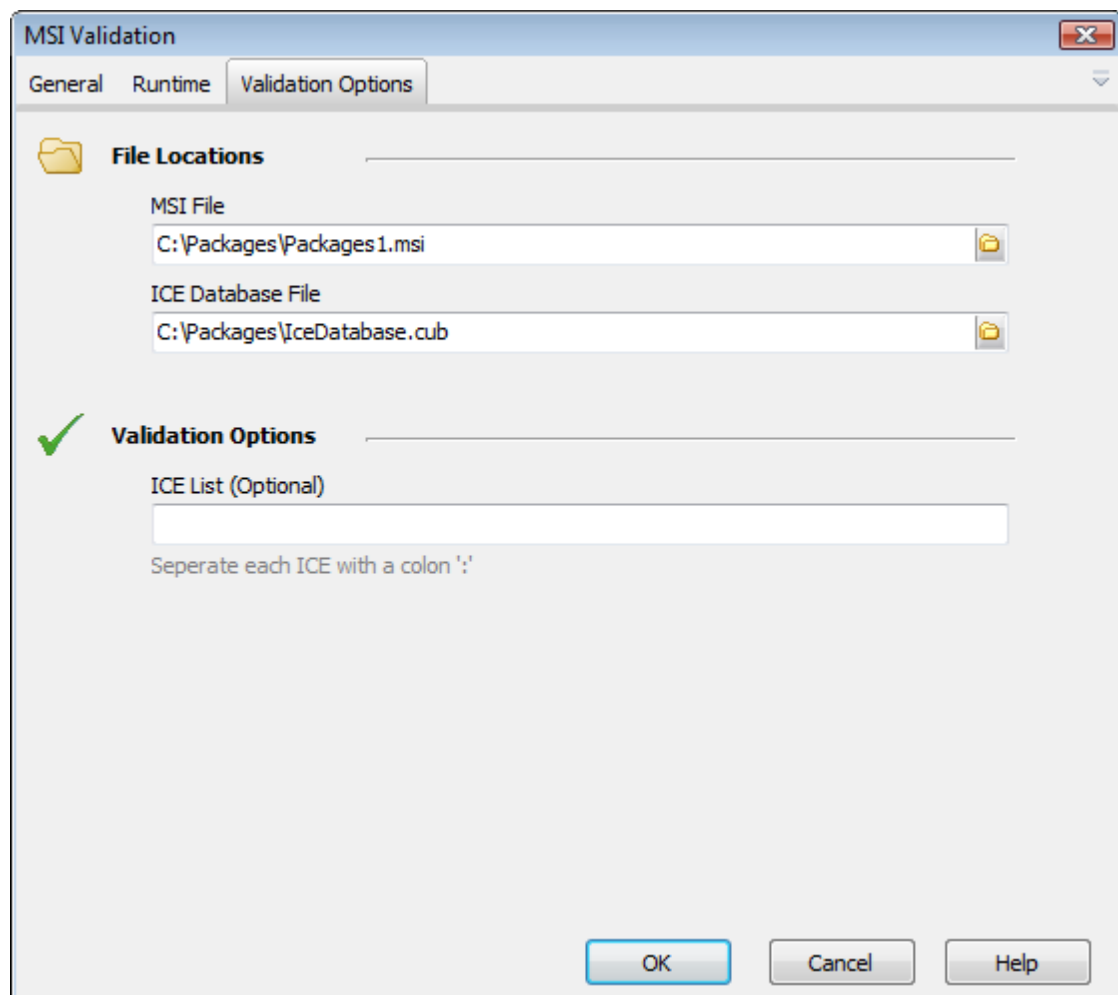 MSI Validation
General Runtime Validation Options
File Locations
MSI File
C:\Packages\Packages1.msi
ICE Database File
C:\Packages\IceDatabase.cub
Validation Options
ICE List (Optional)
Seperate each ICE with a colon ':'
OK Cancel Help